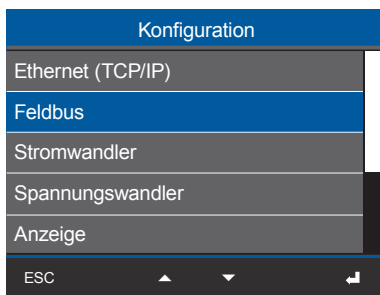 Konfiguration
Ethernet (TCP/IP)
Feldbus
Stromwandler
Spannungswandler
Anzeige
ESC